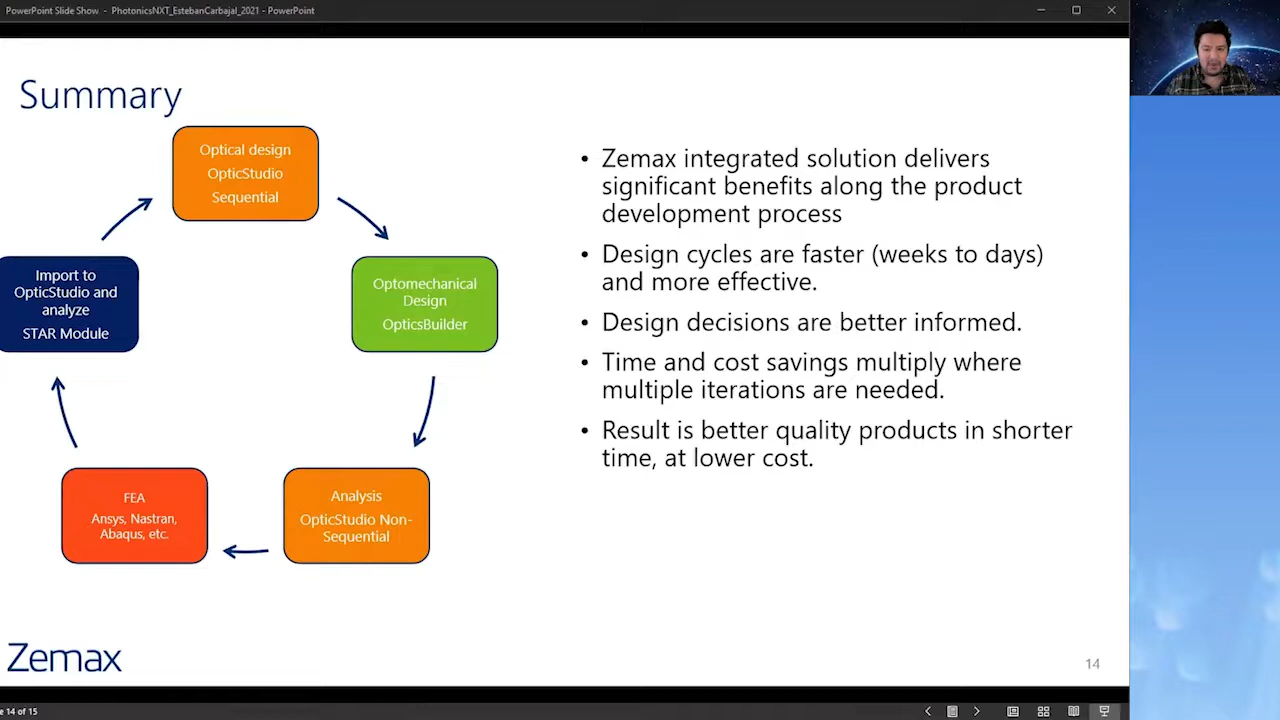 PowerPoint Slide Show - PhotonicsNXT_EstebanCarbajal_2021 - PowerPoint
Summary
Optical design
OpticStudio
Sequential
Optomechanical
Design
OpticsBuilder
Analysis
OpticStudio Non-
Sequential
FEA
Ansys, Nastran,
Abaqus, etc.
Import to
OpticStudio and
analyze
STAR Module
• Zemax integrated solution delivers
significant benefits along the product
development process
• Design cycles are faster (weeks to days)
and more effective.
• Design decisions are better informed.
• Time and cost savings multiply where
multiple iterations are needed.
• Result is better quality products in shorter
time, at lower cost.
Zemax
14
e 14 of 15